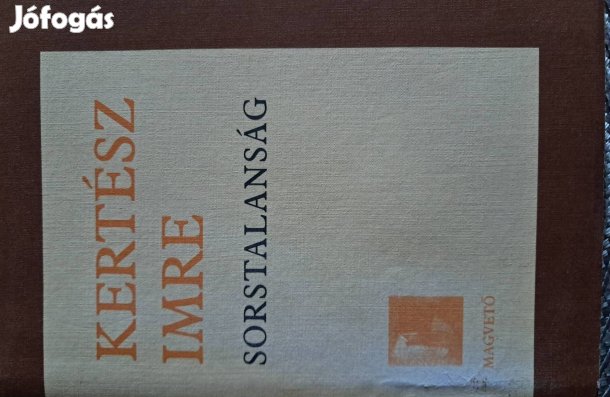 Jófogás
KERTÉSZ
IMRE
SORSTALANSÁG
MAGVETŐ